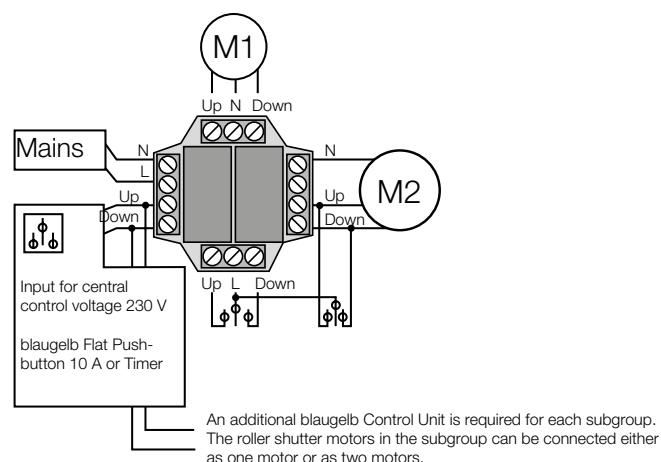 M1
Up N Down
Mains
N
L
Up
Down
N
Up
Down
M2
Up L Down
Input for central
control voltage 230 V
blaugelb Flat Push-
button 10 A or Timer
An additional blaugelb Control Unit is required for each subgroup.
The roller shutter motors in the subgroup can be connected either
as one motor or as two motors.